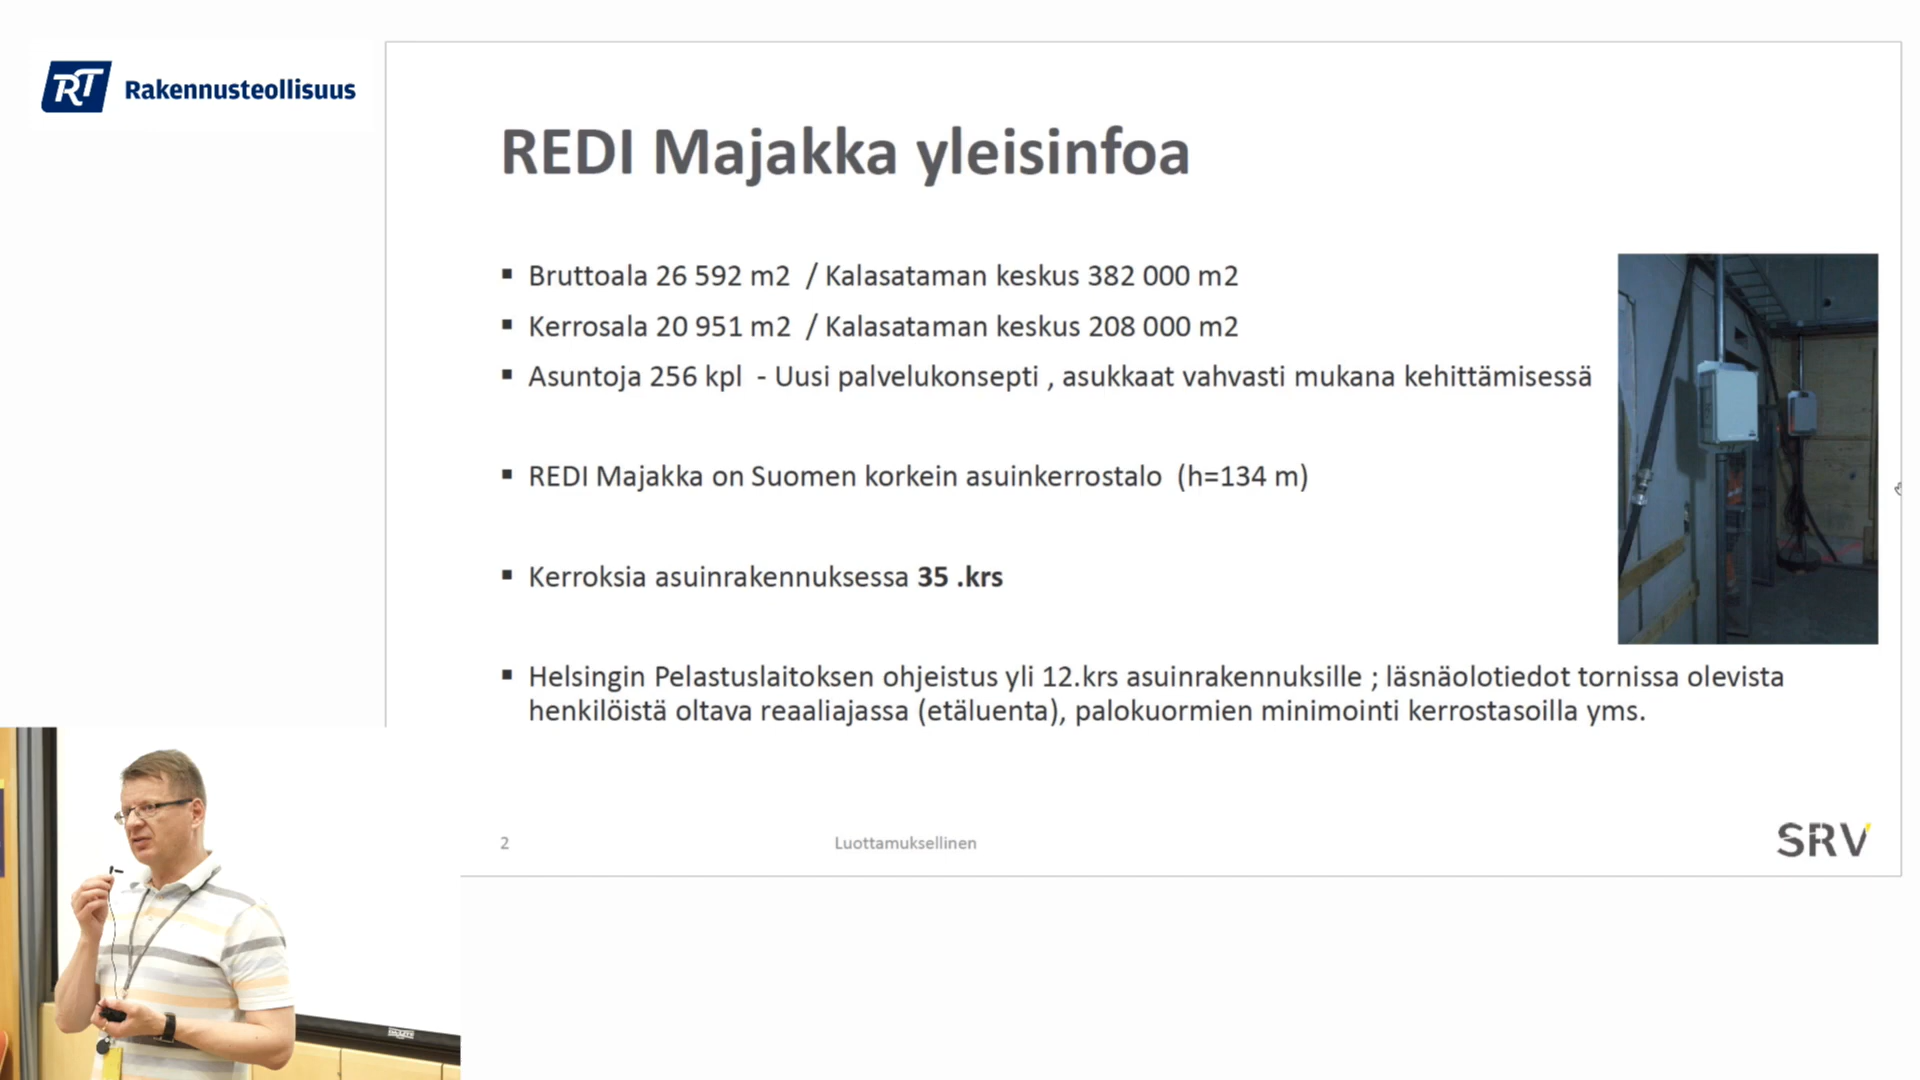 RT Rakennusteollisuus
REDI Majakka yleisinfoa
▪ Bruttoala 26 592 m2 / Kalasataman keskus 382 000 m2
▪ Kerrosala 20 951 m2 / Kalasataman keskus 208 000 m2
▪ Asuntoja 256 kpl - Uusi palvelukonsepti , asukkaat vahvasti mukana kehittämisessä
▪ REDI Majakka on Suomen korkein asuinkerrostalo (h=134 m)
▪ Kerroksia asuinrakennuksessa 35 .krs
▪ Helsingin Pelastuslaitoksen ohjeistus yli 12.krs asuinrakennuksille ; läsnäolotiedot tornissa olevista
henkilöistä oltava reaaliajassa (etäluenta), palokuormien minimointi kerrostasoilla yms.
2
Luottamuksellinen
SRV